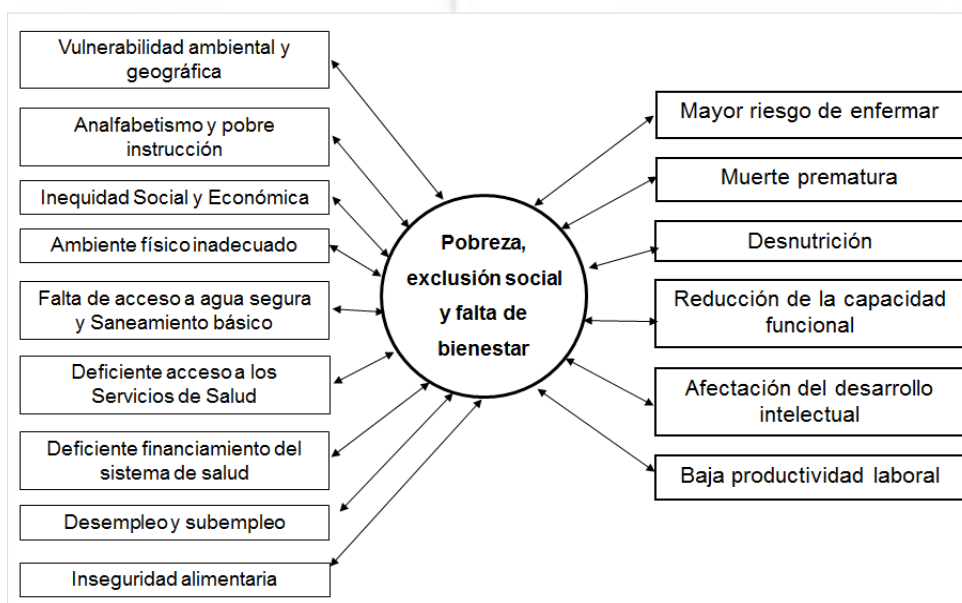 Vulnerabilidad ambiental y
geográfica
Analfabetismo y pobre
instrucción
Inequidad Social y Económica
Ambiente físico inadecuado
Falta de acceso a agua segura
y Saneamiento básico
Deficiente acceso a los
Servicios de Salud
Deficiente financiamiento del
sistema de salud
Desempleo y subempleo
Inseguridad alimentaria
Pobreza,
exclusión social
y falta de
bienestar
Mayor riesgo de enfermar
Muerte prematura
Desnutrición
Reducción de la capacidad
funcional
Afectación del desarrollo
intelectual
Baja productividad laboral